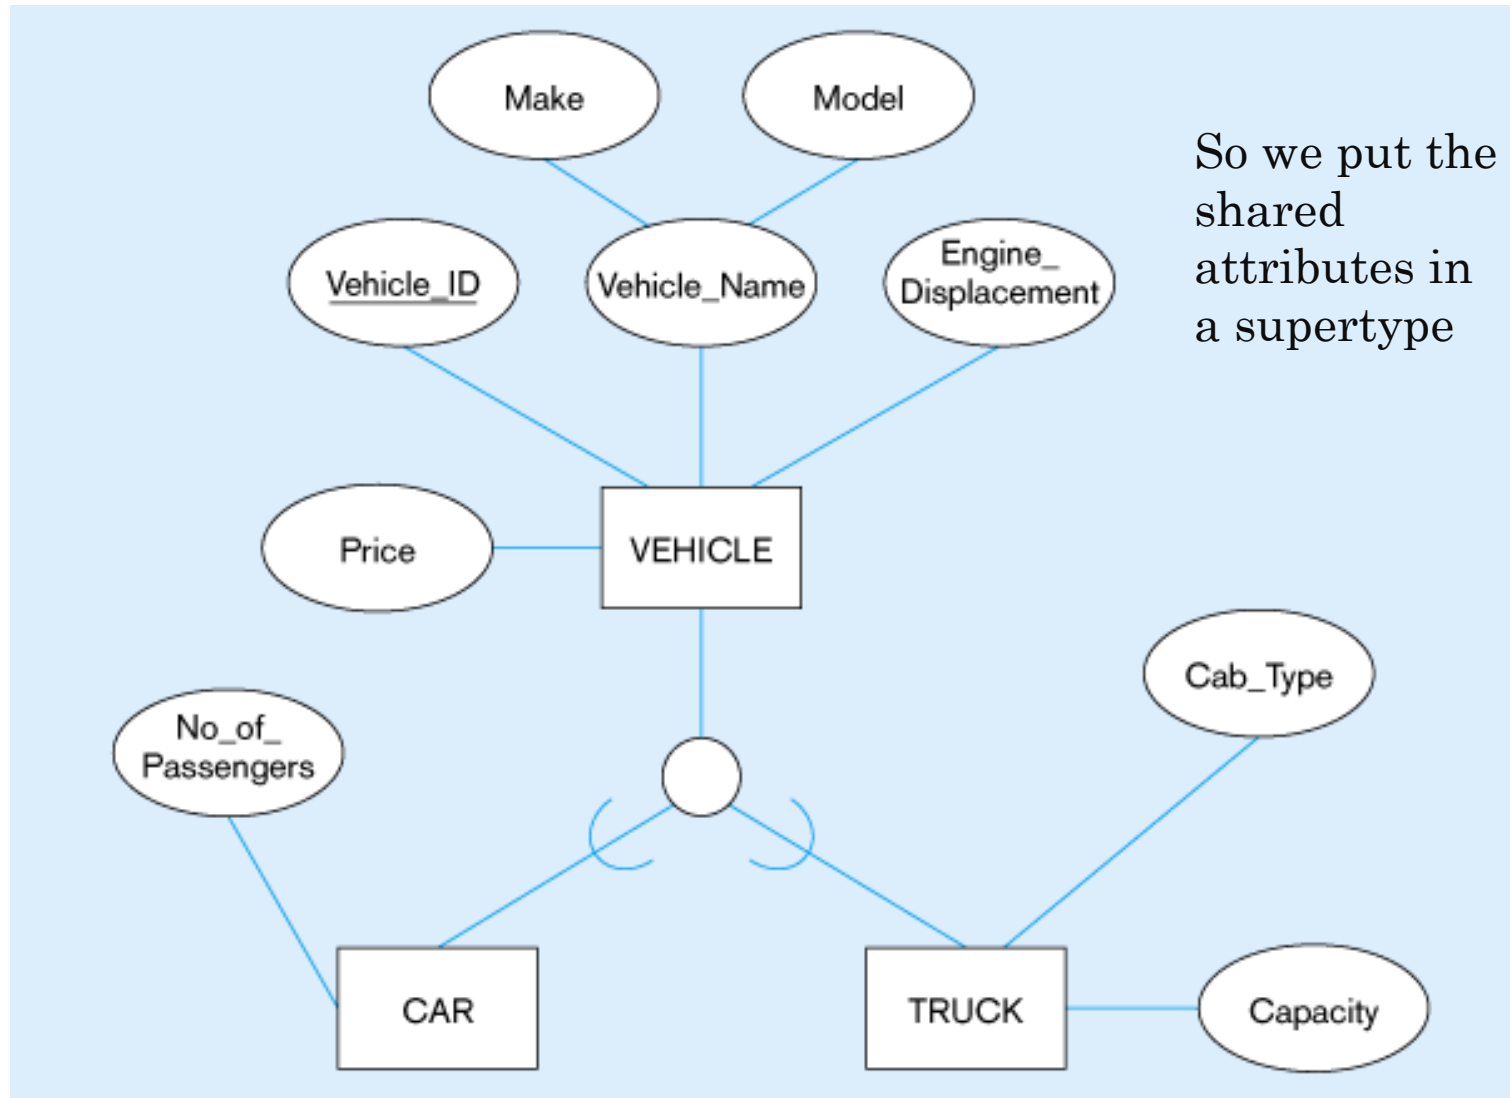 Make
Model
So we put the
shared
attributes in
a supertype
Vehicle_ID
Vehicle_Name
Engine_
Displacement
Price
VEHICLE
Cab_Type
No_of_
Passengers
CAR
TRUCK
Capacity